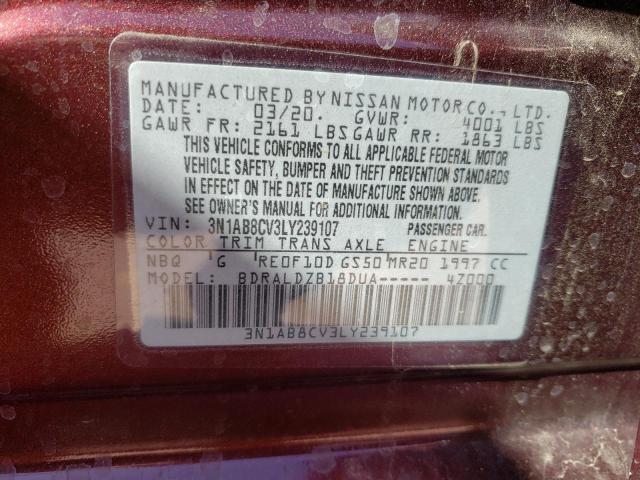 MANUFACTURED BY NISSAN MOTOR CO., LTD.
DATE: 03/20. GVWR: 4001 LBS
GAWR FR: 2161 LBS GAWR RR: 1863 LBS
THIS VEHICLE CONFORMS TO ALL APPLICABLE FEDERAL MOTOR
VEHICLE SAFETY, BUMPER AND THEFT PREVENTION STANDARDS
IN EFFECT ON THE DATE OF MANUFACTURE SHOWN ABOVE.
SEE OWNER'S MANUAL FOR ADDITIONAL INFORMATION.
VIN: 3N1AB8CV3LY239107 PASSENGER CAR.
COLOR TRIM TRANS AXLE ENGINE
NBQ G RE0F10D GS50 MR20 1997 CC
MODEL: BDRALDZB18DUA----- 4Z000
3N1AB8CV3LY239107